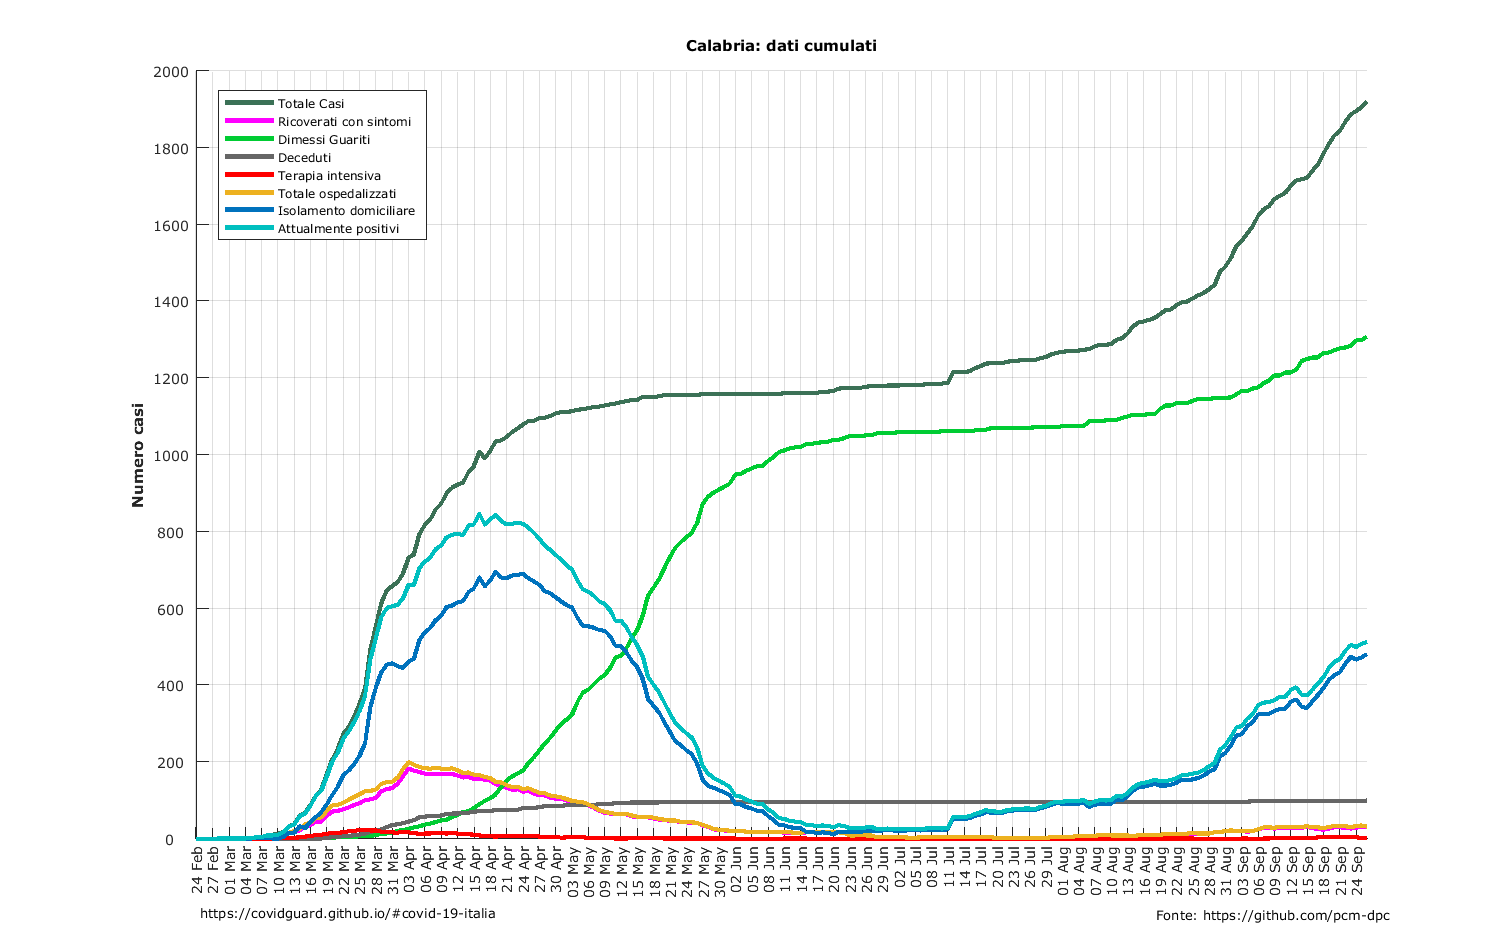 Calabria: dati cumulati
Numero casi
2000
1800
1600
1400
1200
1000
800
600
400
200
0
Totale Casi
Ricoverati con sintomi
Dimessi Guariti
Deceduti
Terapia intensiva
Totale ospedalizzati
Isolamento domiciliare
Attualmente positivi
24 Feb
27 Feb
01 Mar
04 Mar
07 Mar
10 Mar
13 Mar
16 Mar
19 Mar
22 Mar
25 Mar
28 Mar
31 Mar
03 Apr
06 Apr
09 Apr
12 Apr
15 Apr
18 Apr
21 Apr
24 Apr
27 Apr
30 Apr
03 May
06 May
09 May
12 May
15 May
18 May
21 May
24 May
27 May
30 May
02 Jun
05 Jun
08 Jun
11 Jun
14 Jun
17 Jun
20 Jun
23 Jun
26 Jun
29 Jun
02 Jul
05 Jul
08 Jul
11 Jul
14 Jul
17 Jul
20 Jul
23 Jul
26 Jul
29 Jul
01 Aug
04 Aug
07 Aug
10 Aug
13 Aug
16 Aug
19 Aug
22 Aug
25 Aug
28 Aug
31 Aug
03 Sep
06 Sep
09 Sep
12 Sep
15 Sep
18 Sep
21 Sep
24 Sep
https://covidguard.github.io/#covid-19-italia
Fonte: https://github.com/pcm-dpc